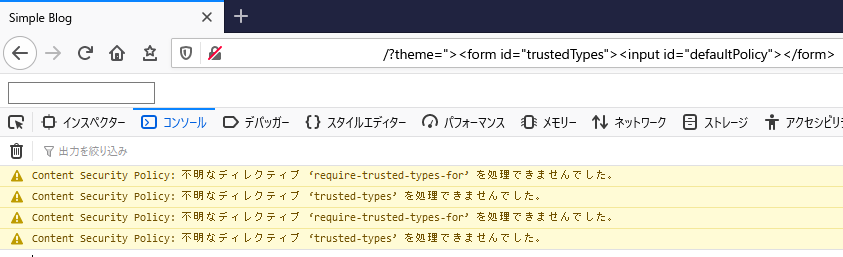 Simple Blog
/?theme="><form id="trustedTypes"><input id="defaultPolicy"></form>
インスペクター コンソール デバッガー スタイルエディター パフォーマンス メモリー ネットワーク ストレージ アクセシビリ
出力を絞り込み
Content Security Policy: 不明なディレクティブ ‘require-trusted-types-for’ を処理できませんでした。
Content Security Policy: 不明なディレクティブ ‘trusted-types’ を処理できませんでした。
Content Security Policy: 不明なディレクティブ ‘require-trusted-types-for’ を処理できませんでした。
Content Security Policy: 不明なディレクティブ ‘trusted-types’ を処理できませんでした。